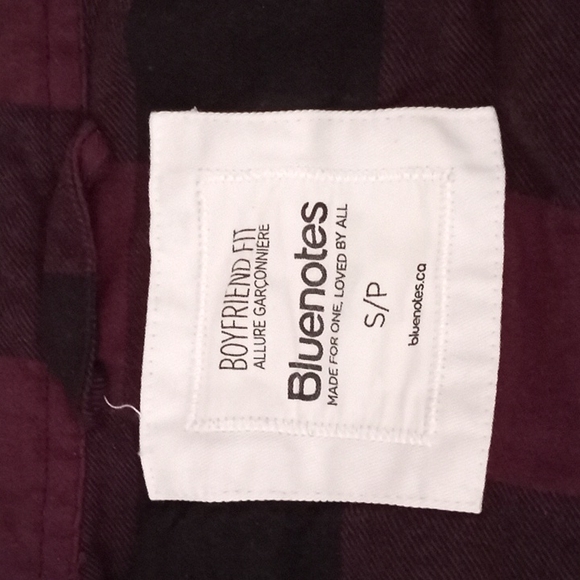 BOYFRIEND FIT
ALLURE GARÇONNIÈRE
Bluenotes
MADE FOR ONE, LOVED BY ALL
S/P
bluenotes.ca